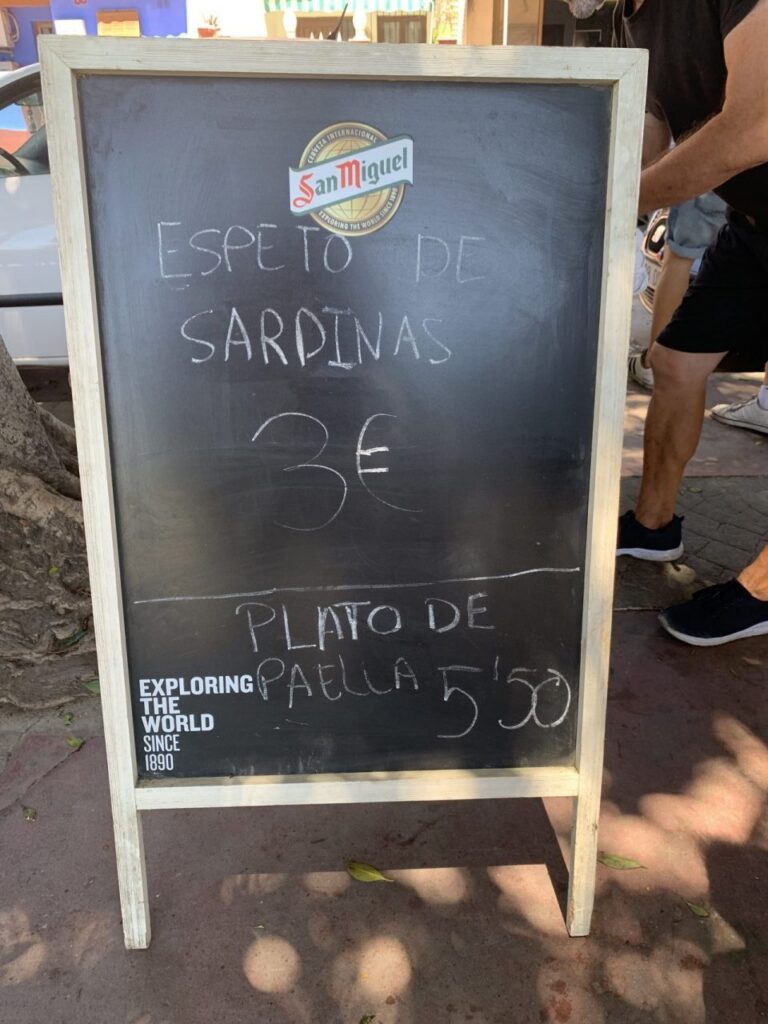 CERVEZA INTERNACIONAL
San Miguel
EXPLORING THE WORLD SINCE 1890
ESPETO DE
SARDINAS
3€
PLATO DE
PAELLA 5'50
EXPLORING
THE
WORLD
SINCE
1890